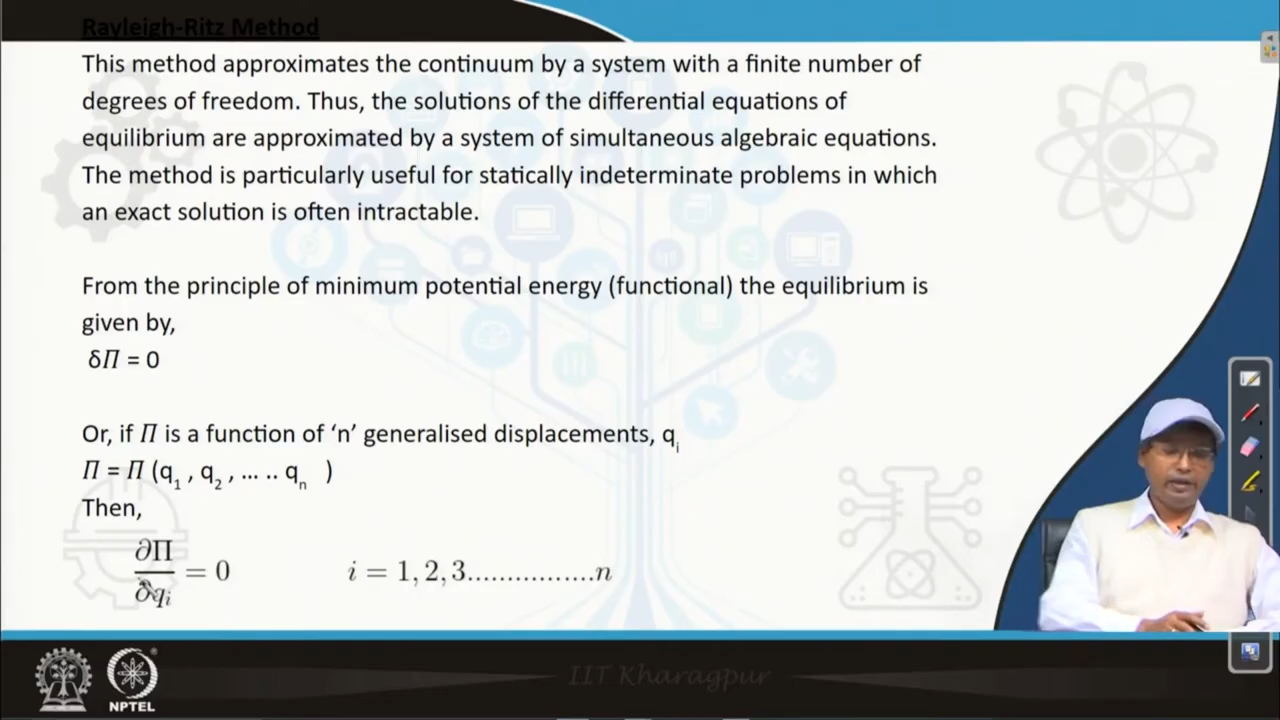 Rayleigh-Ritz Method
This method approximates the continuum by a system with a finite number of
degrees of freedom. Thus, the solutions of the differential equations of
equilibrium are approximated by a system of simultaneous algebraic equations.
The method is particularly useful for statically indeterminate problems in which
an exact solution is often intractable.
From the principle of minimum potential energy (functional) the equilibrium is
given by,
δΠ = 0
Or, if Π is a function of ‘n’ generalised displacements, qᵢ
Π = Π (q₁ , q₂ , ... .. qₙ )
Then,
∂Π/∂qᵢ = 0 i = 1, 2, 3................n
IIT Kharagpur
NPTEL